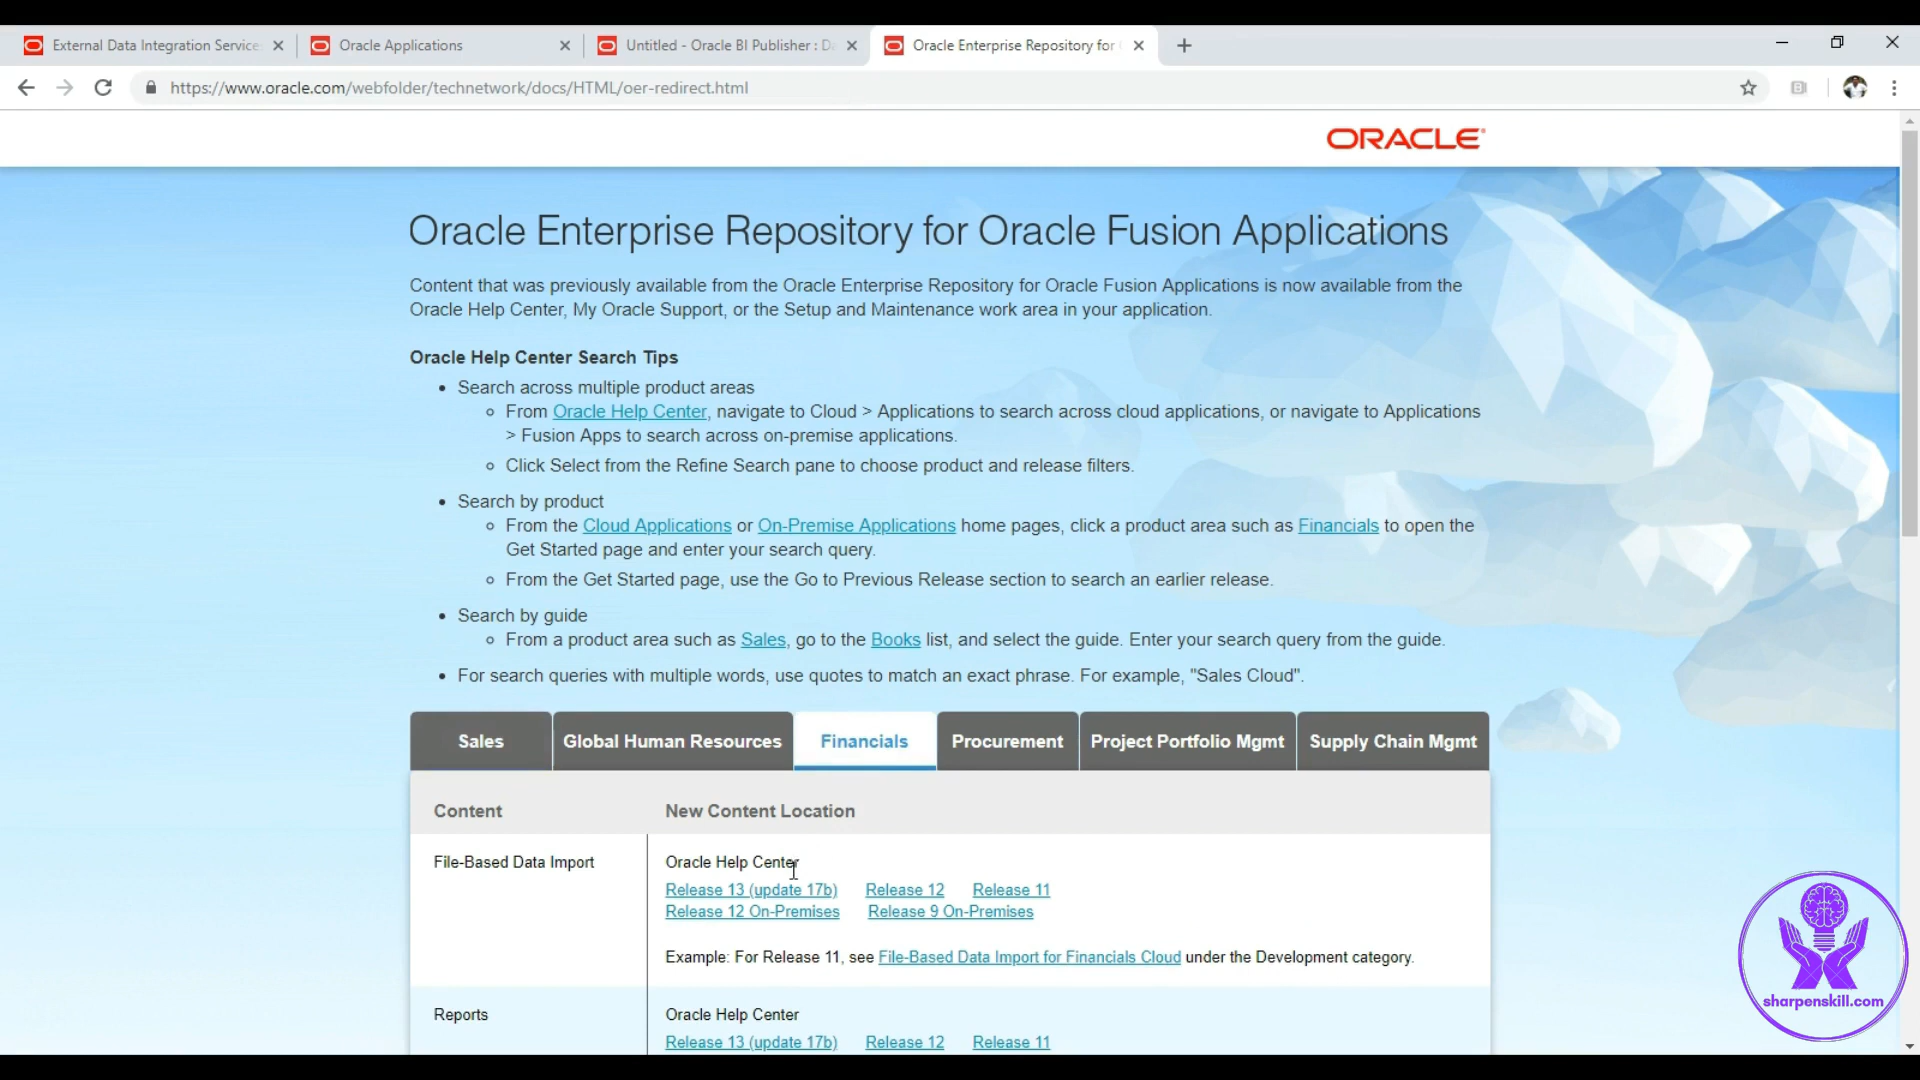 External Data Integration Service
Oracle Applications
Untitled - Oracle BI Publisher : Da
Oracle Enterprise Repository for
https://www.oracle.com/webfolder/technetwork/docs/HTML/oer-redirect.html
ORACLE
Oracle Enterprise Repository for Oracle Fusion Applications
Content that was previously available from the Oracle Enterprise Repository for Oracle Fusion Applications is now available from the
Oracle Help Center, My Oracle Support, or the Setup and Maintenance work area in your application.
Oracle Help Center Search Tips
• Search across multiple product areas
From Oracle Help Center, navigate to Cloud > Applications to search across cloud applications, or navigate to Applications
> Fusion Apps to search across on-premise applications.
Click Select from the Refine Search pane to choose product and release filters.
• Search by product
From the Cloud Applications or On-Premise Applications home pages, click a product area such as Financials to open the
Get Started page and enter your search query.
From the Get Started page, use the Go to Previous Release section to search an earlier release.
• Search by guide
From a product area such as Sales, go to the Books list, and select the guide. Enter your search query from the guide.
• For search queries with multiple words, use quotes to match an exact phrase. For example, "Sales Cloud".
Sales Global Human Resources Financials Procurement Project Portfolio Mgmt Supply Chain Mgmt
Content New Content Location
File-Based Data Import Oracle Help Center
Release 13 (update 17b) Release 12 Release 11
Release 12 On-Premises Release 9 On-Premises
Example: For Release 11, see File-Based Data Import for Financials Cloud under the Development category.
Reports Oracle Help Center
Release 13 (update 17b) Release 12 Release 11
sharpenskill.com